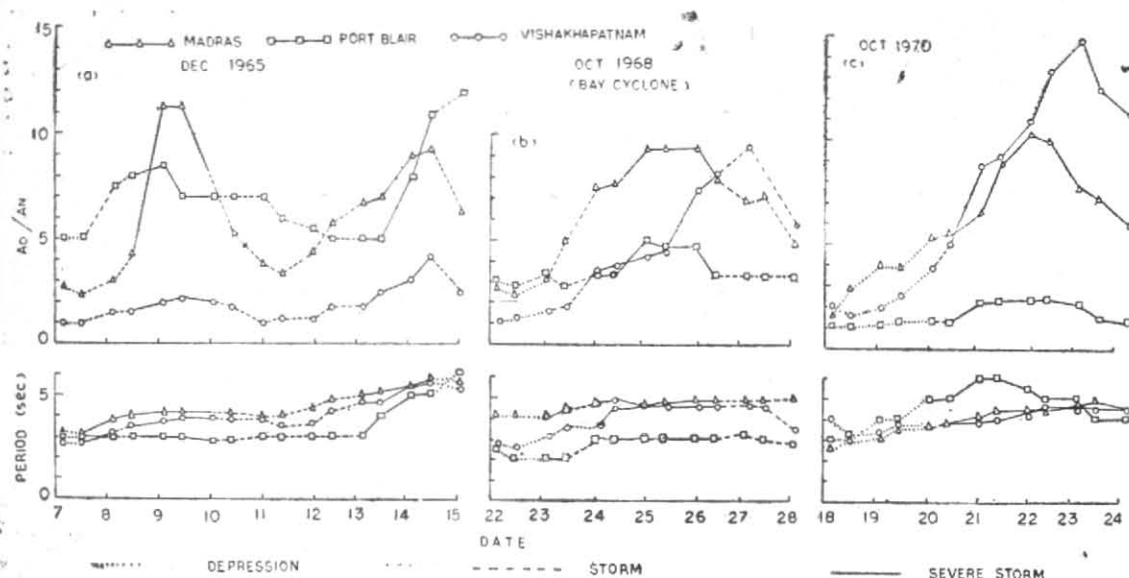 15
MADRAS PORT BLAIR VISHAKHAPATNAM
(a) DEC 1965
OCT 1968
(BAY CYCLONE)
OCT 1970
(c)
10
(b)
5
AD/AN
0
5
PERIOD (sec)
0
7 8 9 10 11 12 13 14 15
22 23 24 25 26 27 28
18 19 20 21 22 23 24
DATE
DEPRESSION STORM SEVERE STORM